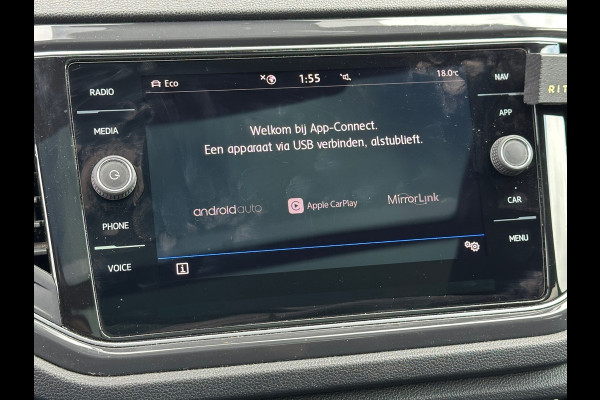 RADIO
MEDIA
PHONE
VOICE
Eco
1:55
18.0°C
Welkom bij App-Connect.
Een apparaat via USB verbinden, alstublieft.
androidauto
Apple CarPlay
MirrorLink
i
NAV
APP
CAR
MENU
RIT